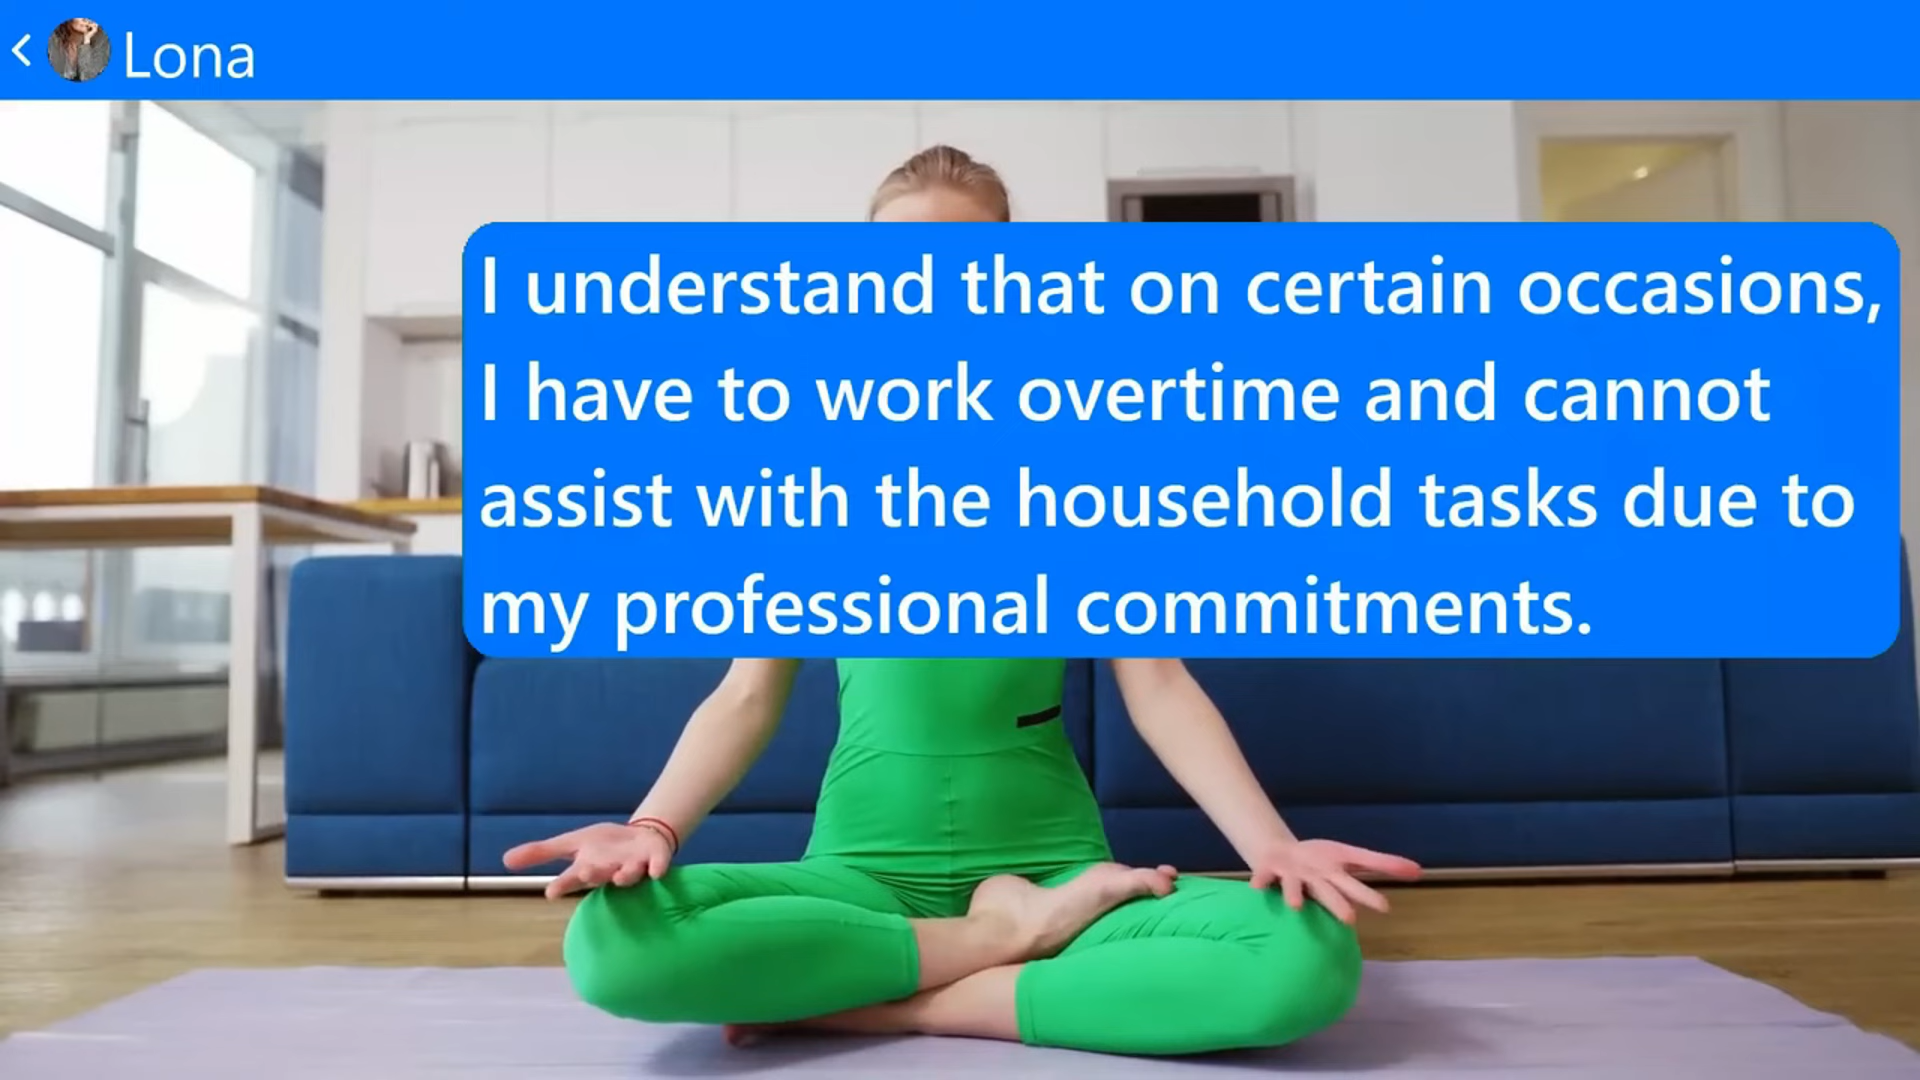 Lona
I understand that on certain occasions,
I have to work overtime and cannot
assist with the household tasks due to
my professional commitments.